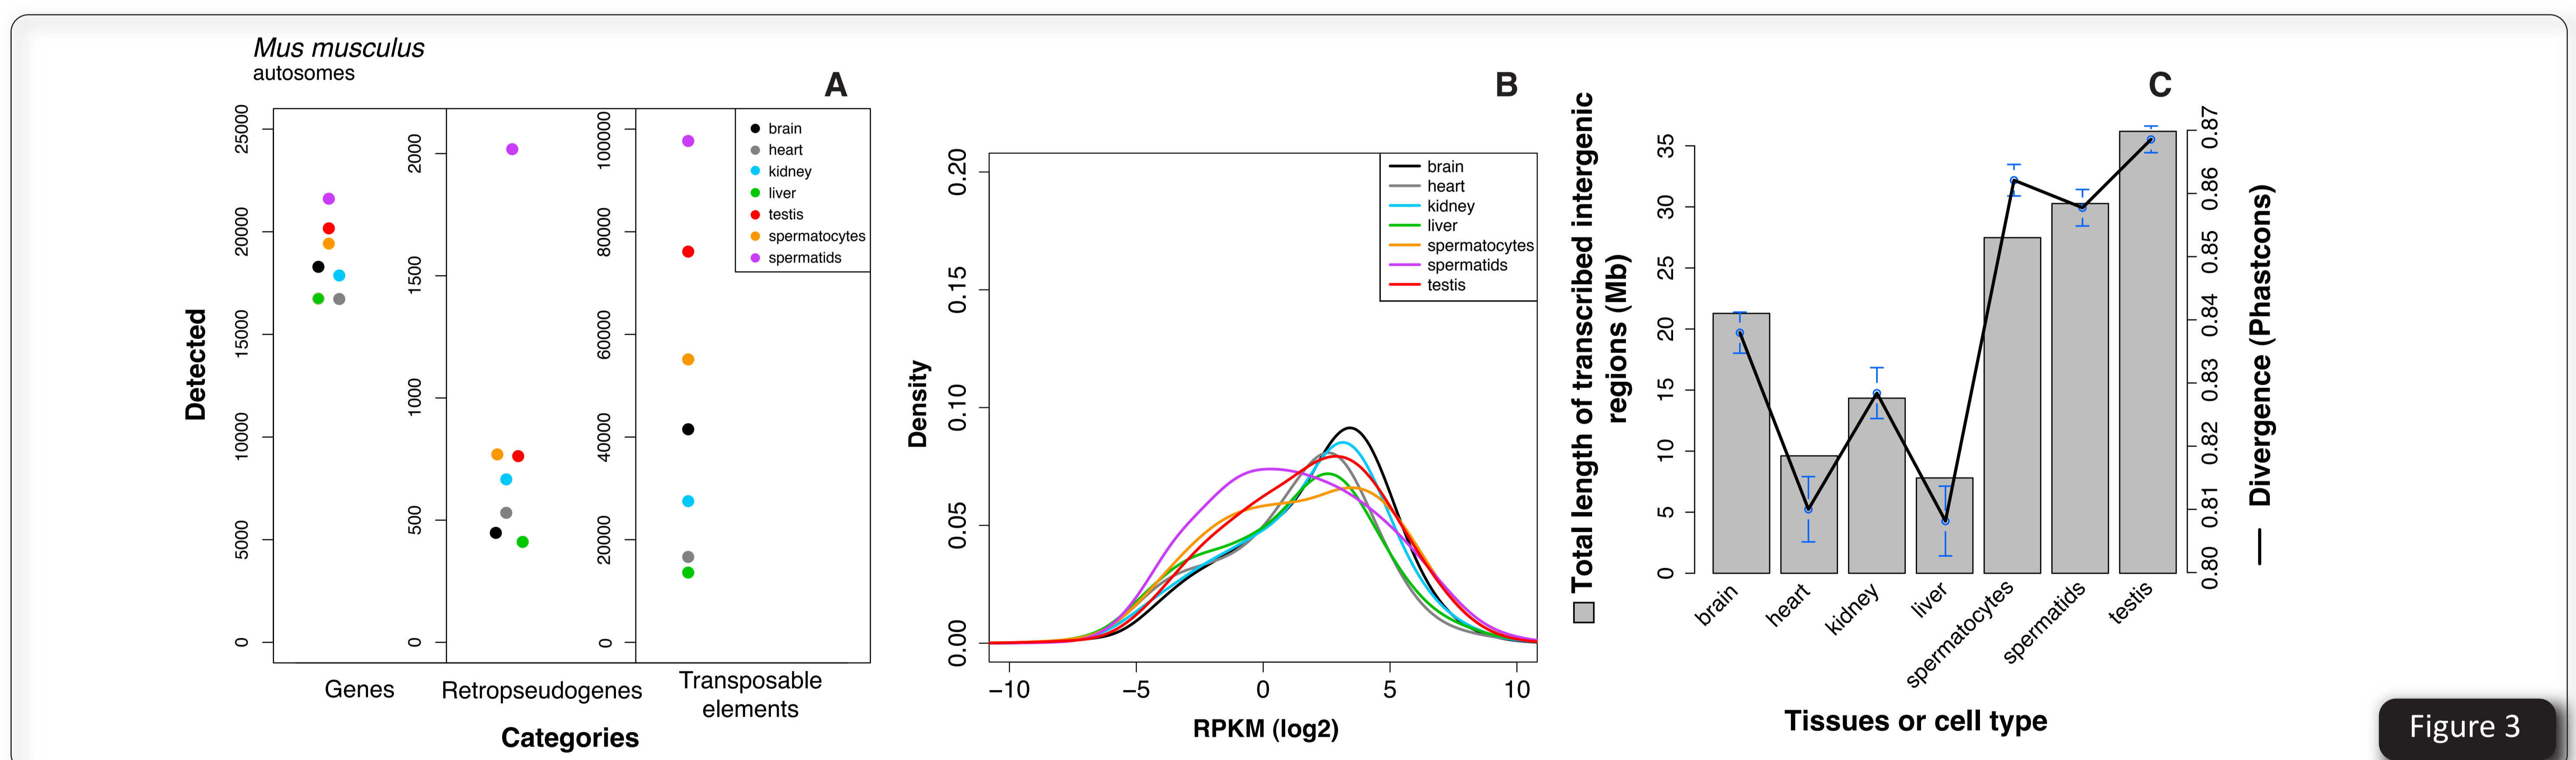 Mus musculus
autosomes
A
Detected
25000
20000
15000
10000
5000
0
2000
1500
1000
500
0
100000
80000
60000
40000
20000
0
brain
heart
kidney
liver
testis
spermatocytes
spermatids
Genes
Retropseudogenes
Transposable
elements
Categories
B
Density
0.20
0.15
0.10
0.05
0.00
brain
heart
kidney
liver
spermatocytes
spermatids
testis
−10
−5
0
5
10
RPKM (log2)
C
Total length of transcribed intergenic
regions (Mb)
35
30
25
20
15
10
5
0
0.87
0.86
0.85
0.84
0.83
0.82
0.81
0.80
Divergence (Phastcons)
brain
heart
kidney
liver
spermatocytes
spermatids
testis
Tissues or cell type
Figure 3